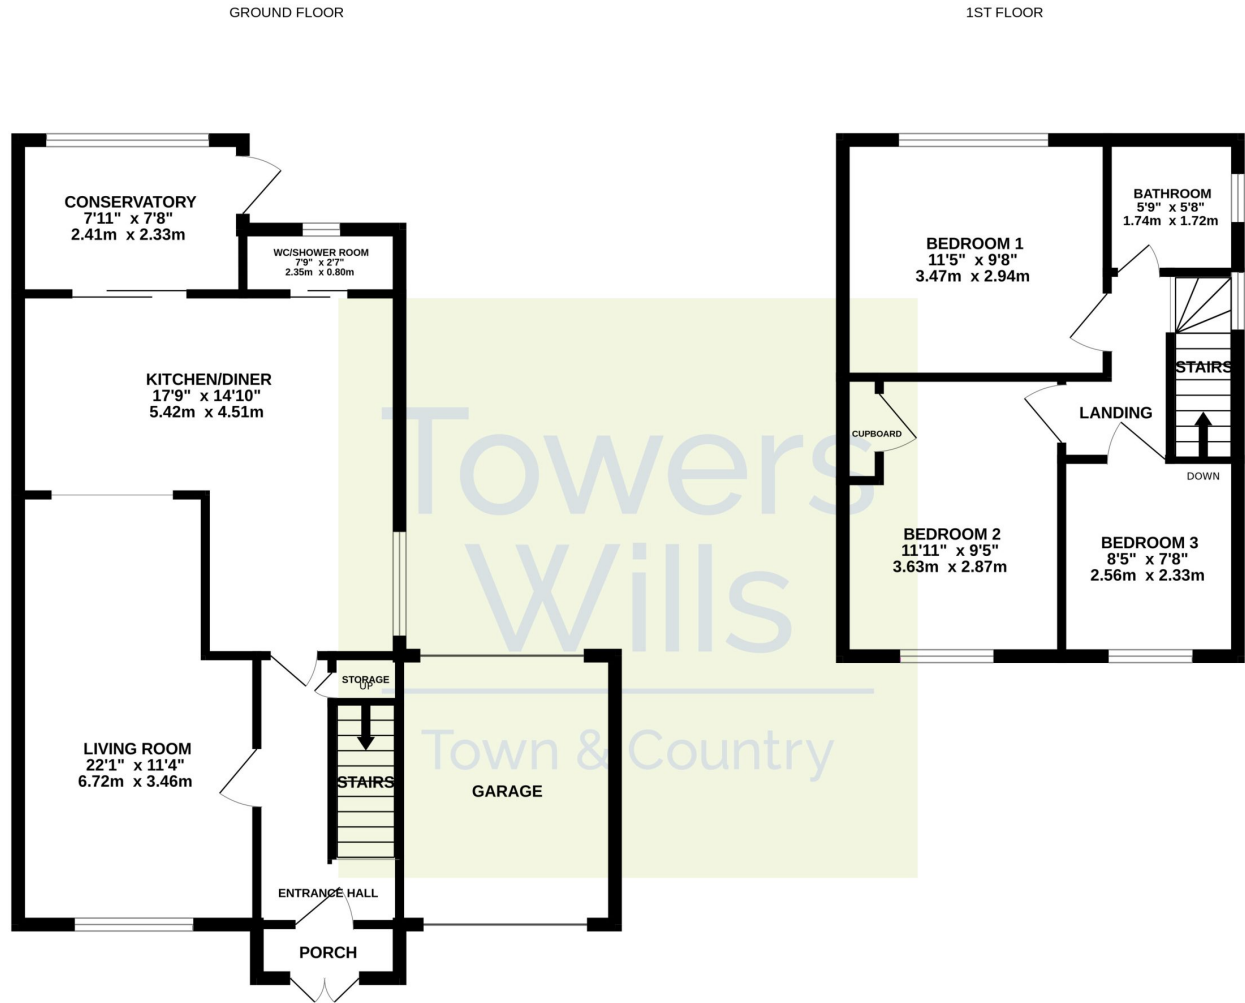 GROUND FLOOR
1ST FLOOR
CONSERVATORY
7'11" x 7'8"
2.41m x 2.33m
WC/SHOWER ROOM
7'9" x 2'7"
2.35m x 0.80m
KITCHEN/DINER
17'9" x 14'10"
5.42m x 4.51m
STORAGE
UP
LIVING ROOM
22'1" x 11'4"
6.72m x 3.46m
STAIRS
GARAGE
ENTRANCE HALL
PORCH
BATHROOM
5'9" x 5'8"
1.74m x 1.72m
BEDROOM 1
11'5" x 9'8"
3.47m x 2.94m
STAIRS
LANDING
CUPBOARD
DOWN
BEDROOM 2
11'11" x 9'5"
3.63m x 2.87m
BEDROOM 3
8'5" x 7'8"
2.56m x 2.33m
Towers
Wills
Town & Country